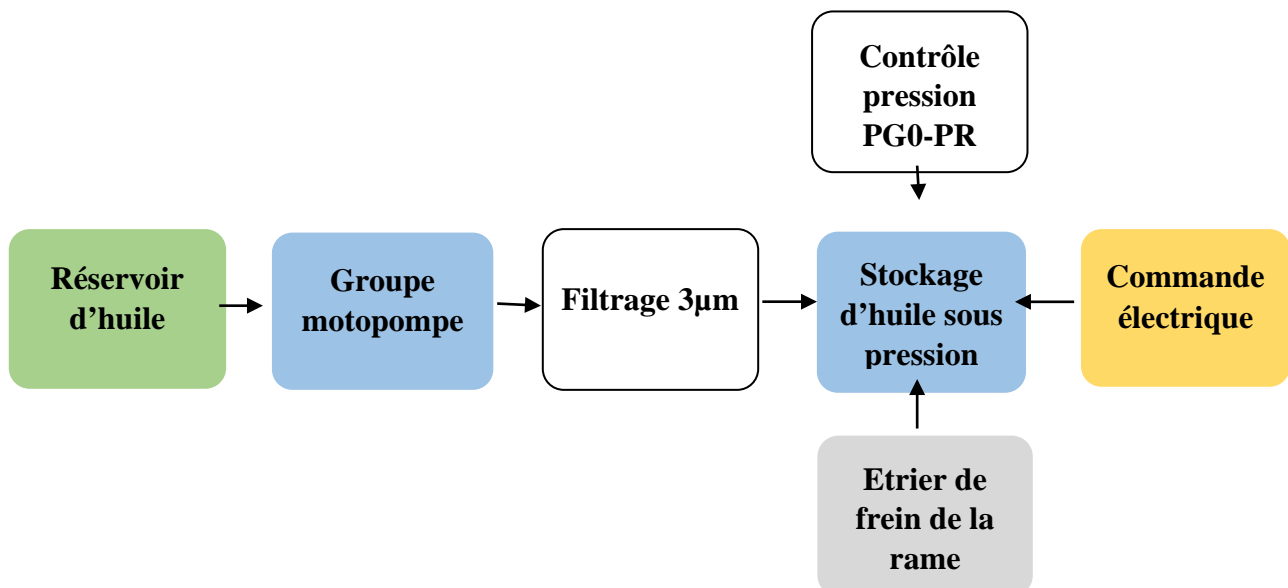 Contrôle
pression
PG0-PR
Réservoir
d’huile
Groupe
motopompe
Filtrage 3µm
Stockage
d’huile sous
pression
Commande
électrique
Etrier de
frein de la
rame